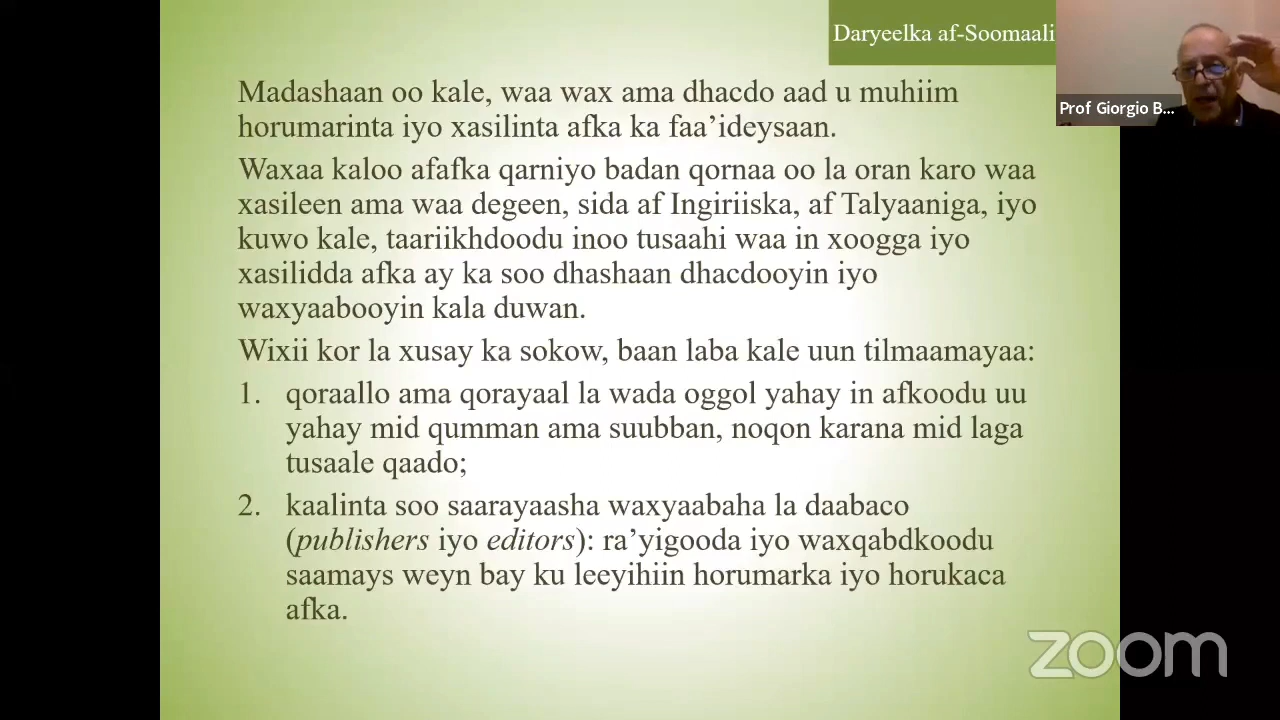 Daryeelka af-Soomaali
Prof Giorgio B...
Madashaan oo kale, waa wax ama dhacdo aad u muhiim
horumarinta iyo xasilinta afka ka faa’ideysaan.
Waxaa kaloo afafka qarniyo badan qornaa oo la oran karo waa
xasileen ama waa degeen, sida af Ingiriiska, af Talyaaniga, iyo
kuwo kale, taariikhdoodu inoo tusaahi waa in xoogga iyo
xasilidda afka ay ka soo dhashaan dhacdooyin iyo
waxyaabooyin kala duwan.
Wixii kor la xusay ka sokow, baan laba kale uun tilmaamayaa:
1. qoraallo ama qorayaal la wada oggol yahay in afkoodu uu
yahay mid qumman ama suubban, noqon karana mid laga
tusaale qaado;
2. kaalinta soo saarayaasha waxyaabaha la daabaco
(publishers iyo editors): ra’yigooda iyo waxqabdkoodu
saamays weyn bay ku leeyihiin horumarka iyo horukaca
afka.
zoom